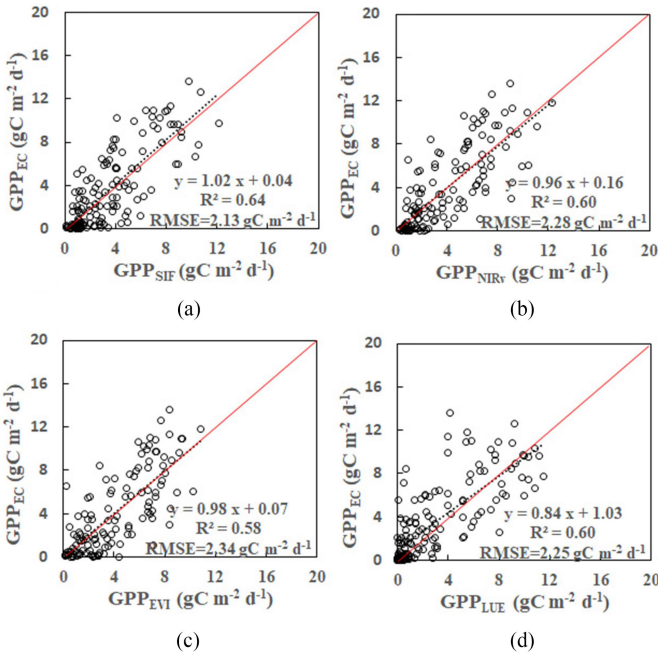 20
16
12
8
4
0
GPP_EC (gC m⁻² d⁻¹)
y = 1.02 x + 0.04
R² = 0.64
RMSE=2.13 gC m⁻² d⁻¹
0 4 8 12 16 20
GPP_SIF (gC m⁻² d⁻¹)
(a)
20
16
12
8
4
0
GPP_EC (gC m⁻² d⁻¹)
y = 0.96 x + 0.16
R² = 0.60
RMSE=2.28 gC m⁻² d⁻¹
0 4 8 12 16 20
GPP_NIRv (gC m⁻² d⁻¹)
(b)
20
16
12
8
4
0
GPP_EC (gC m⁻² d⁻¹)
y = 0.98 x + 0.07
R² = 0.58
RMSE=2.34 gC m⁻² d⁻¹
0 4 8 12 16 20
GPP_EVI (gC m⁻² d⁻¹)
(c)
20
16
12
8
4
0
GPP_EC (gC m⁻² d⁻¹)
y = 0.84 x + 1.03
R² = 0.60
RMSE=2.25 gC m⁻² d⁻¹
0 4 8 12 16 20
GPP_LUE (gC m⁻² d⁻¹)
(d)